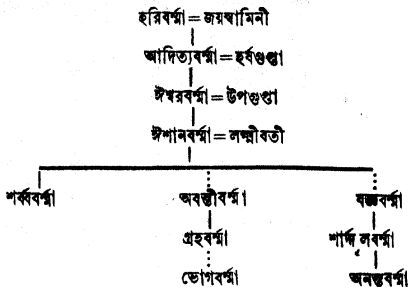 হরিবর্ম্মা = জয়স্বামিনী
আদিত্যবর্ম্মা = হর্ষগুপ্তা
ঈশ্বরবর্ম্মা = উপগুপ্তা
ঈশানবর্ম্মা = লক্ষ্মীবতী
শর্ব্ববর্ম্মা অবন্তীবর্ম্মা যজ্ঞবর্ম্মা
গ্রহবর্ম্মা শার্দ্দূলবর্ম্মা
ভোগবর্ম্মা অনন্তবর্ম্মা